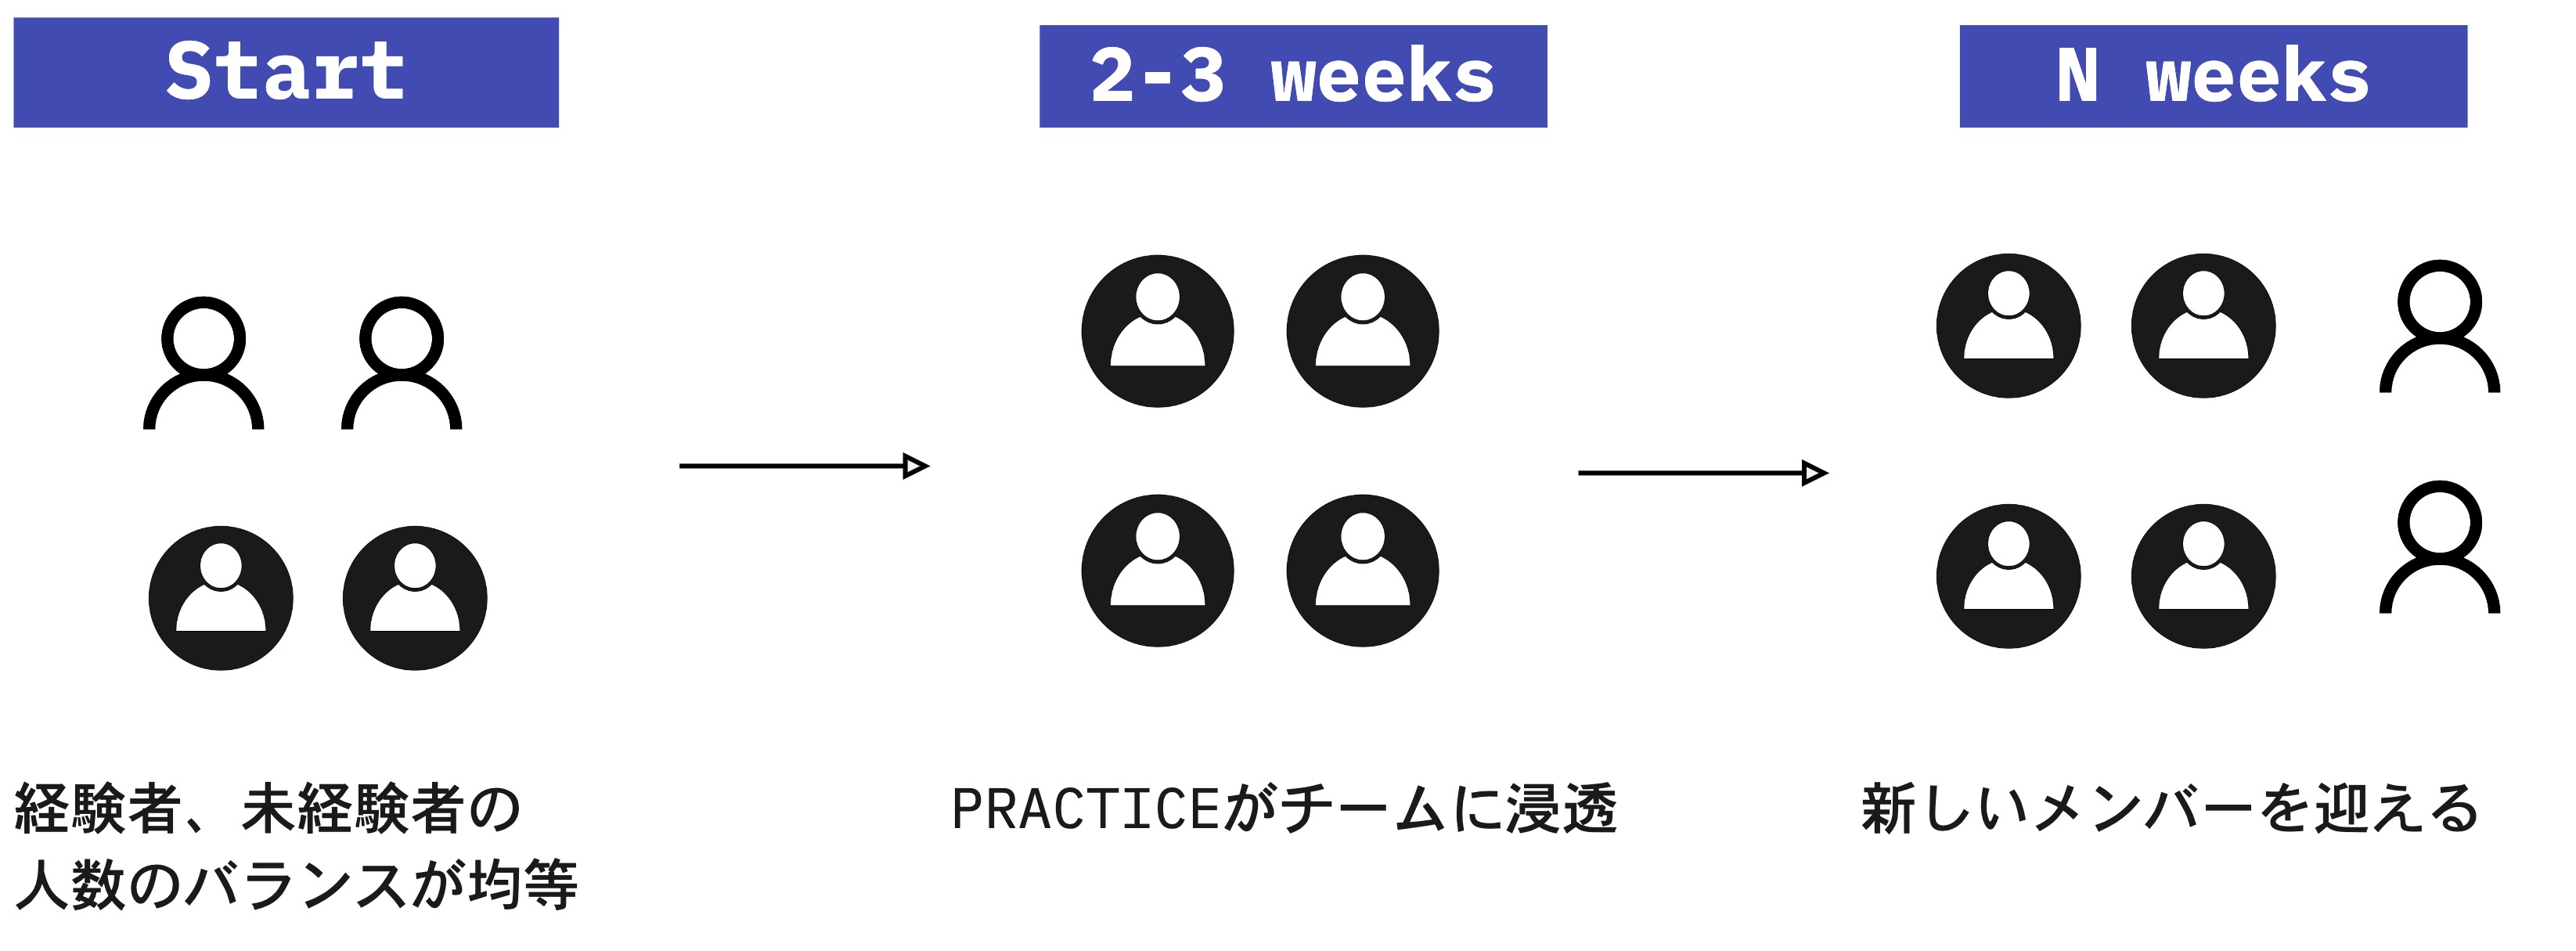 Start
2-3 weeks
N weeks
経験者、未経験者の
人数のバランスが均等
PRACTICEがチームに浸透
新しいメンバーを迎える